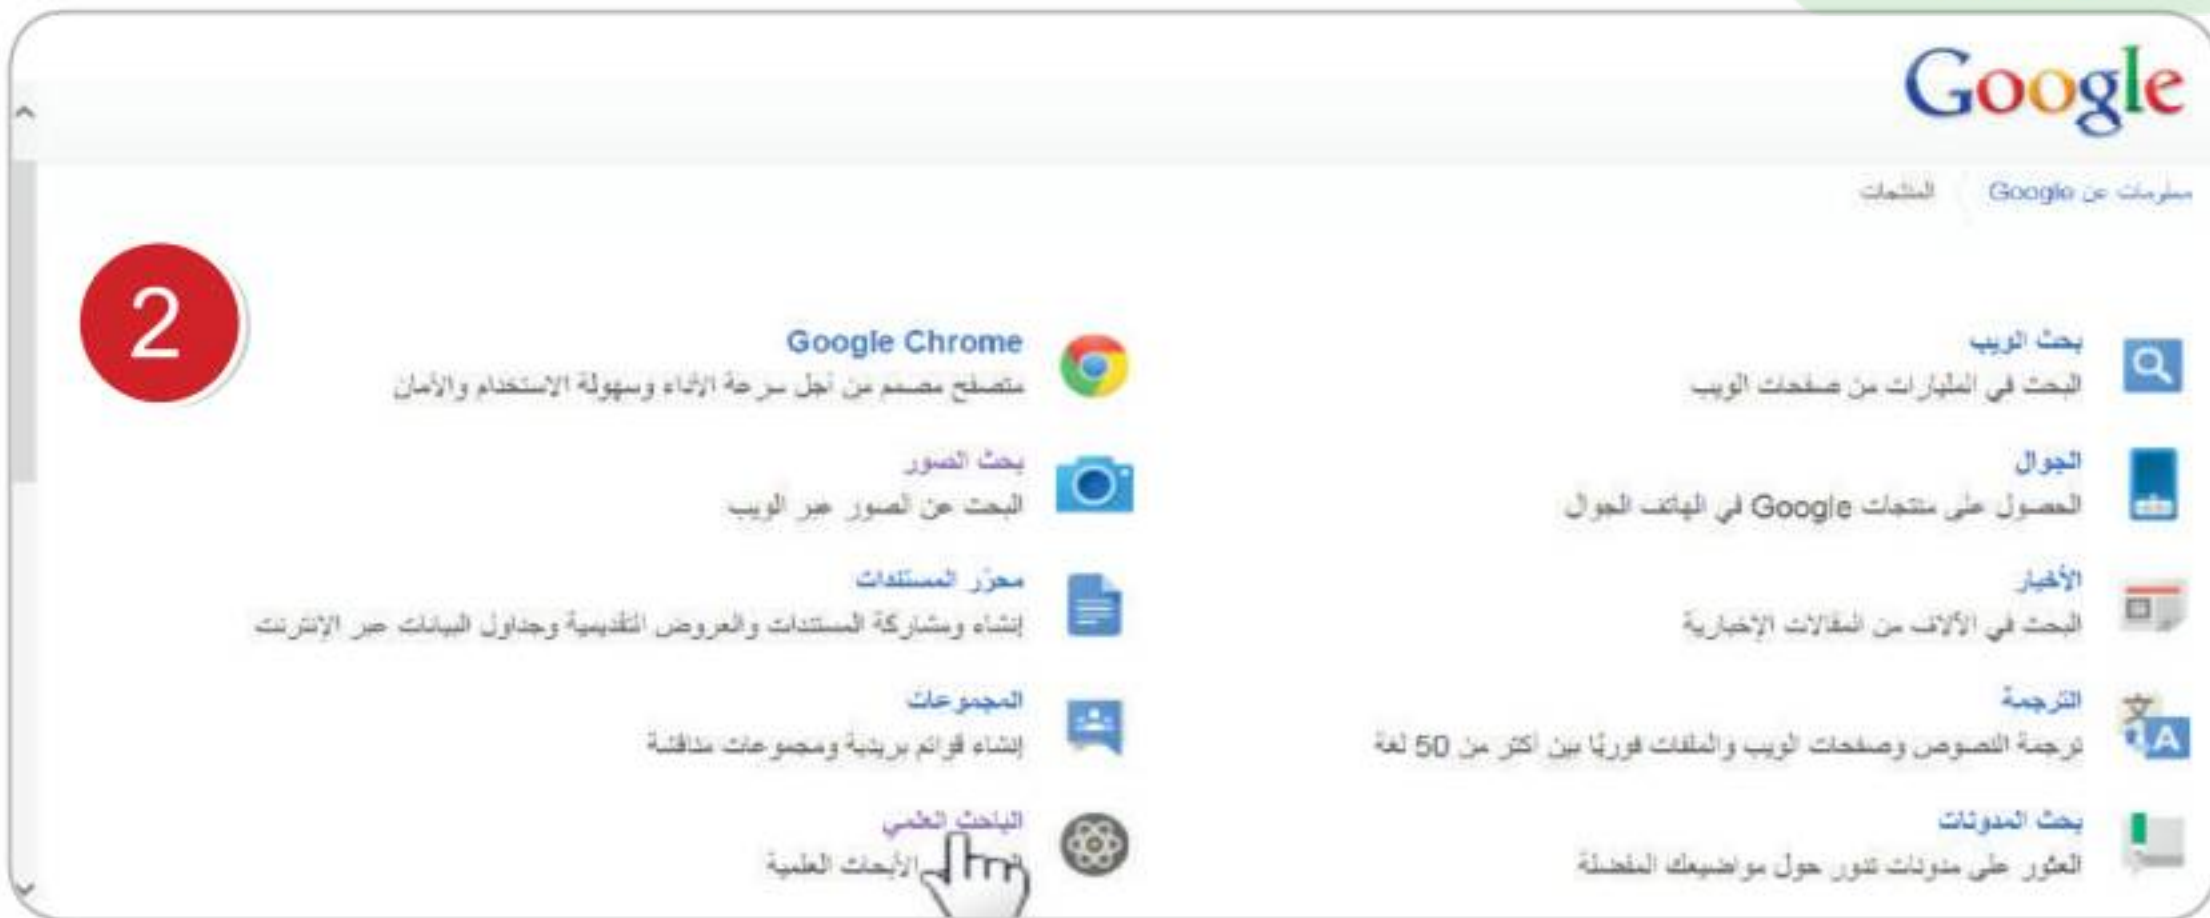 Google
معلومات عن Google
المنتجات
2
بحث الويب
البحث في المليارات من صفحات الويب
الجوال
الحصول على منتجات Google في الهاتف الجوال
الأخبار
البحث في الآلاف من المقالات الإخبارية
الترجمة
ترجمة النصوص وصفحات الويب والملفات فوريًا بين أكثر من 50 لغة
بحث المدونات
العثور على مدونات تدور حول مواضيعك المفضلة
Google Chrome
متصفح مصمم من أجل سرعة الأداء وسهولة الاستخدام والأمان
بحث الصور
البحث عن الصور عبر الويب
محرّر المستندات
إنشاء ومشاركة المستندات والعروض التقديمية وجداول البيانات عبر الإنترنت
المجموعات
إنشاء قوائم بريدية ومجموعات مناقشة
الباحث العلمي
الأبحاث العلمية